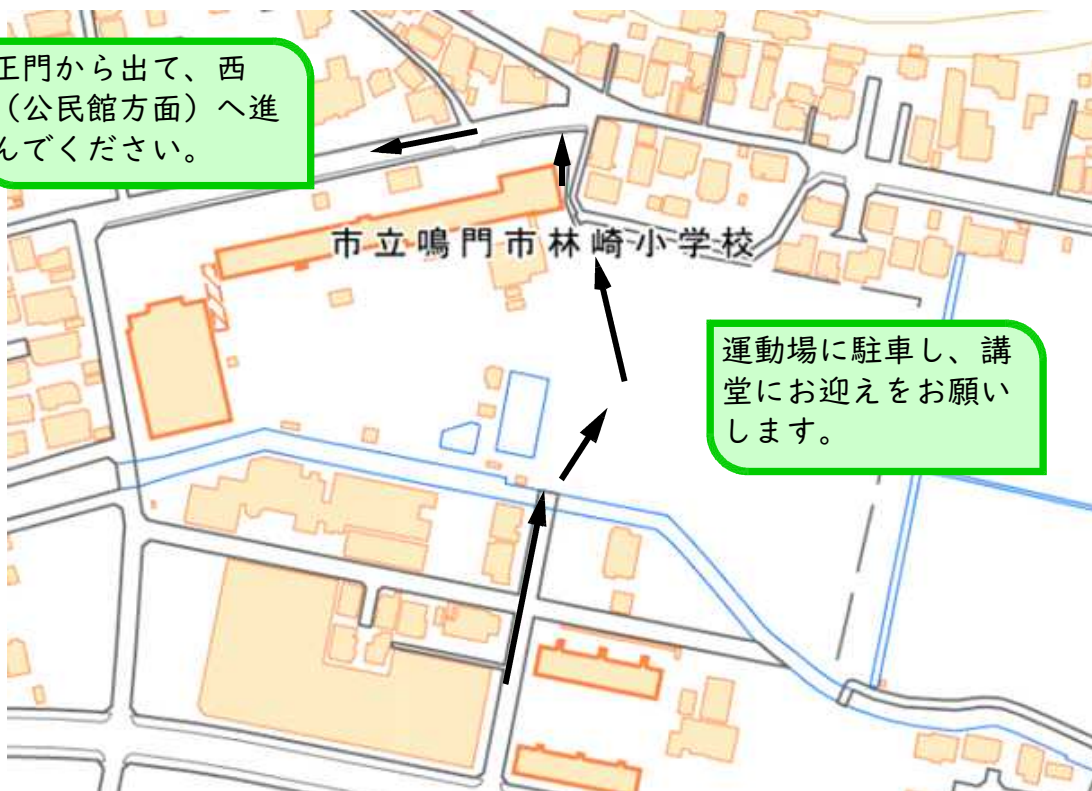 正門から出て、西
（公民館方面）へ進
んでください。
市立鳴門市林崎小学校
運動場に駐車し、講
堂にお迎えをお願い
します。